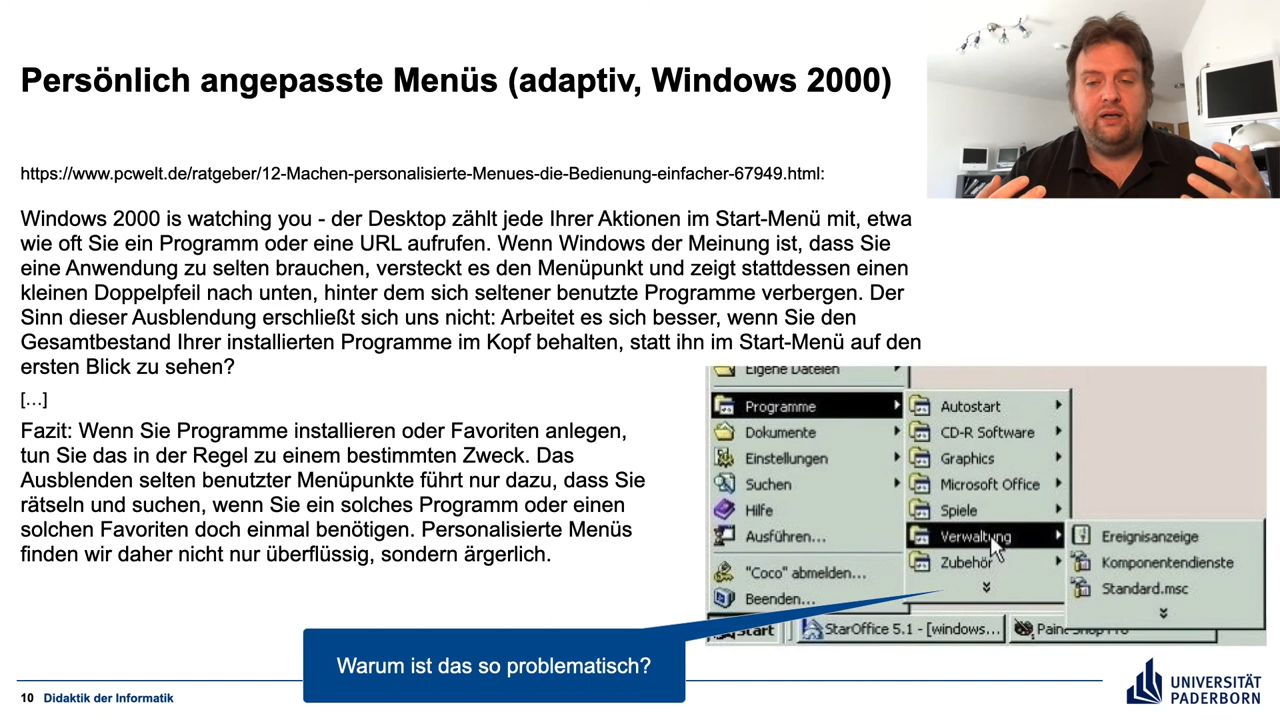 Persönlich angepasste Menüs (adaptiv, Windows 2000)
https://www.pcwelt.de/ratgeber/12-Machen-personalisierte-Menues-die-Bedienung-einfacher-67949.html:
Windows 2000 is watching you - der Desktop zählt jede Ihrer Aktionen im Start-Menü mit, etwa
wie oft Sie ein Programm oder eine URL aufrufen. Wenn Windows der Meinung ist, dass Sie
eine Anwendung zu selten brauchen, versteckt es den Menüpunkt und zeigt stattdessen einen
kleinen Doppelpfeil nach unten, hinter dem sich seltener benutzte Programme verbergen. Der
Sinn dieser Ausblendung erschließt sich uns nicht: Arbeitet es sich besser, wenn Sie den
Gesamtbestand Ihrer installierten Programme im Kopf behalten, statt ihn im Start-Menü auf den
ersten Blick zu sehen?
[…]
Fazit: Wenn Sie Programme installieren oder Favoriten anlegen,
tun Sie das in der Regel zu einem bestimmten Zweck. Das
Ausblenden selten benutzter Menüpunkte führt nur dazu, dass Sie
rätseln und suchen, wenn Sie ein solches Programm oder einen
solchen Favoriten doch einmal benötigen. Personalisierte Menüs
finden wir daher nicht nur überflüssig, sondern ärgerlich.
Eigene Dateien
Programme
Dokumente
Einstellungen
Suchen
Hilfe
Ausführen...
"Coco" abmelden...
Beenden...
Autostart
CD-R Software
Graphics
Microsoft Office
Spiele
Verwaltung
Zubehör
Ereignisanzeige
Komponentendienste
Standard.msc
Start
StarOffice 5.1 - [windows...
Paint Shop Pro
Warum ist das so problematisch?
10 Didaktik der Informatik
UNIVERSITÄT
PADERBORN